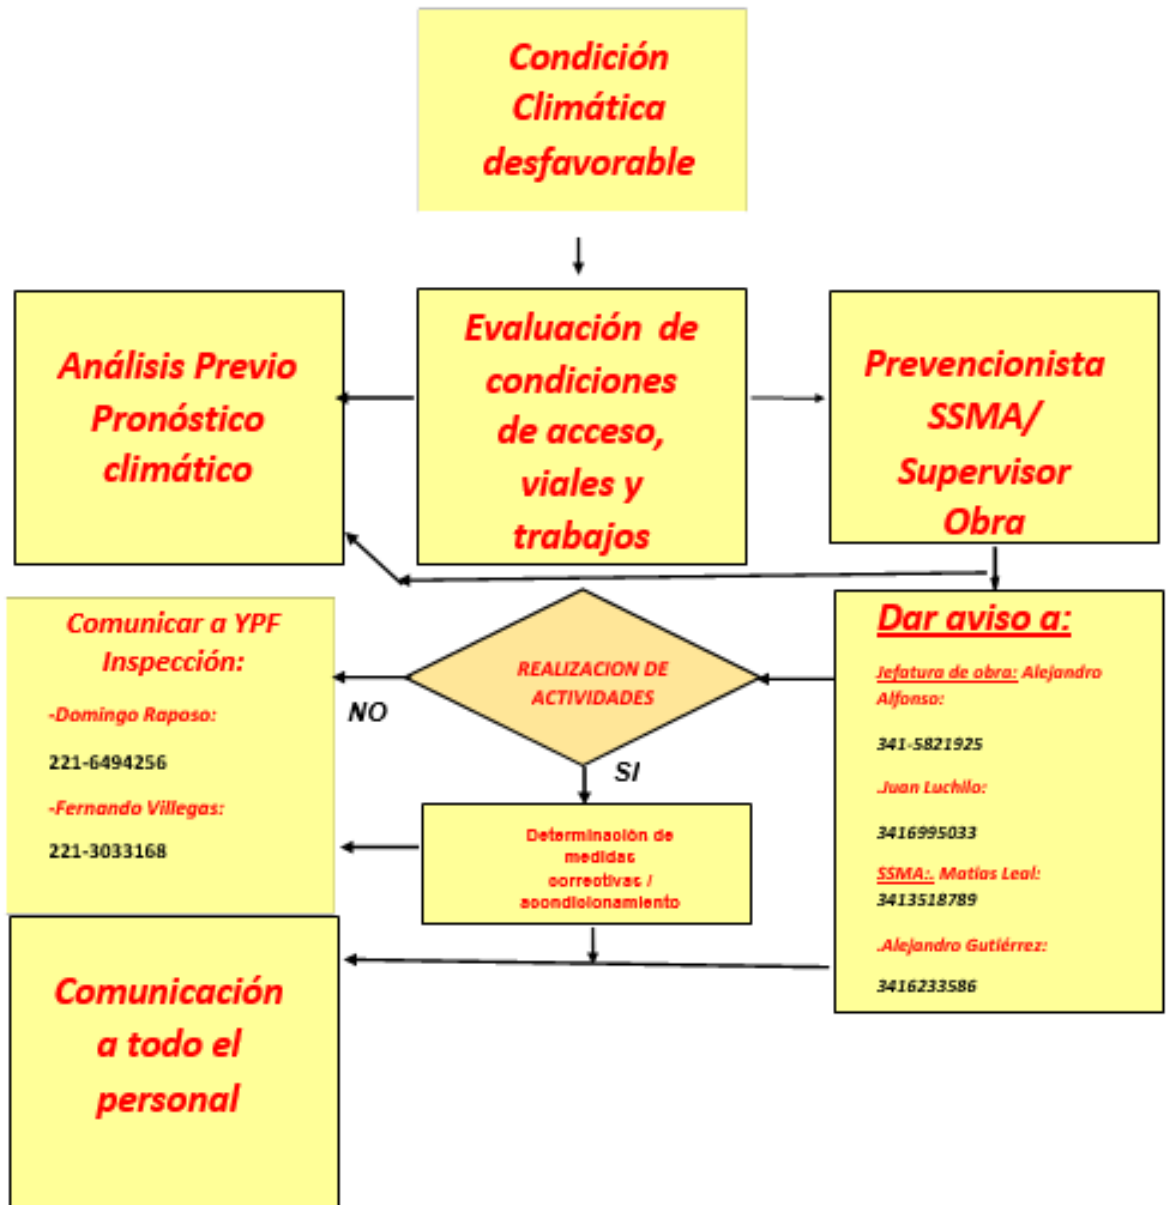 Condición
Climática
desfavorable
Análisis Previo
Pronóstico
climático
Evaluación de
condiciones
de acceso,
viales y
trabajos
Prevencionista
SSMA/
Supervisor
Obra
Comunicar a YPF
Inspección:
-Domingo Raposo:
221-6494256
-Fernando Villegas:
221-3033168
REALIZACION DE
ACTIVIDADES
NO
SI
Dar aviso a:
Jefatura de obra: Alejandro
Alfonso:
341-5821925
.Juan Luchilo:
3416995033
SSMA:. Matías Leal:
3413518789
.Alejandro Gutiérrez:
3416233586
Determinación de
medidas
correctivas /
acondicionamiento
Comunicación
a todo el
personal